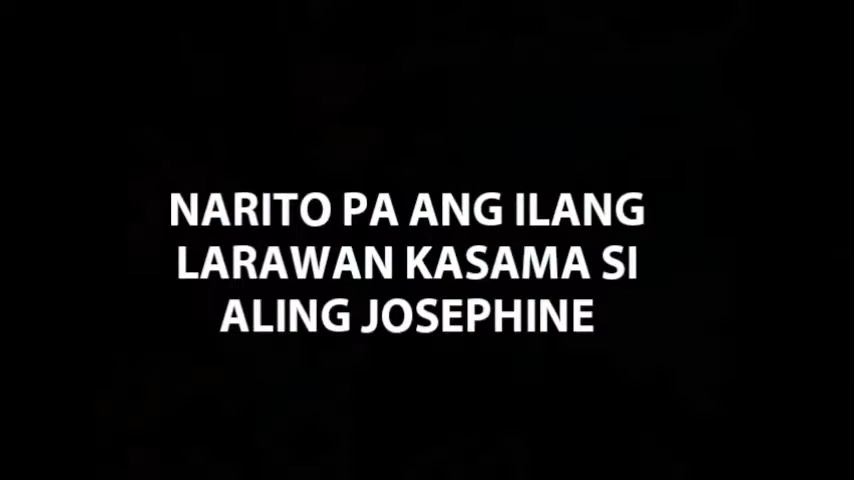 NARITO PA ANG ILANG
LARAWAN KASAMA SI
ALING JOSEPHINE